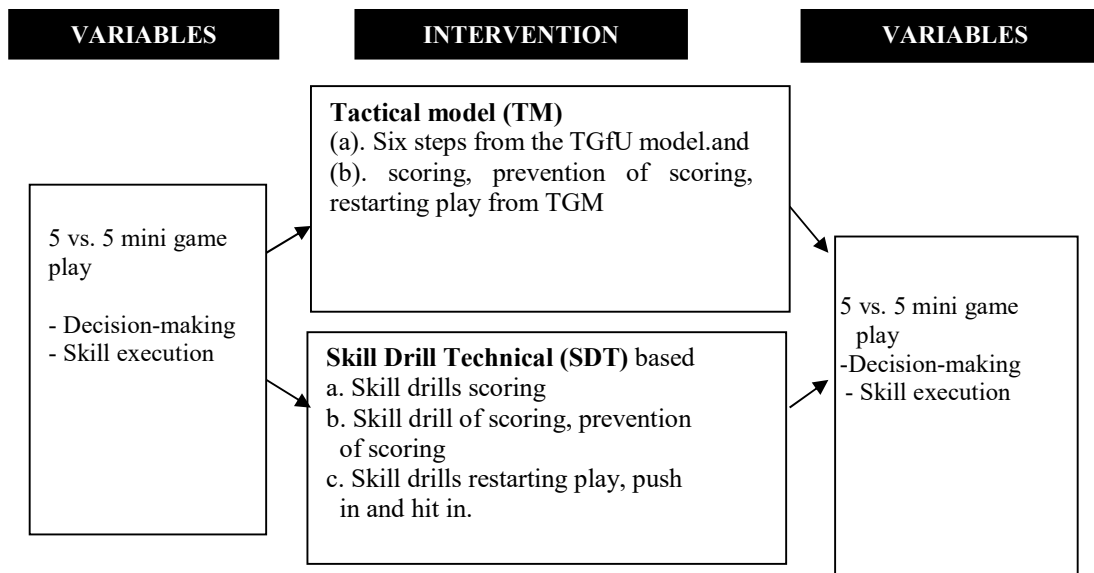 VARIABLES
INTERVENTION
VARIABLES
5 vs. 5 mini game
play
- Decision-making
- Skill execution
Tactical model (TM)
(a). Six steps from the TGfU model.and
(b). scoring, prevention of scoring,
restarting play from TGM
Skill Drill Technical (SDT) based
a. Skill drills scoring
b. Skill drill of scoring, prevention
of scoring
c. Skill drills restarting play, push
in and hit in.
5 vs. 5 mini game
play
-Decision-making
- Skill execution